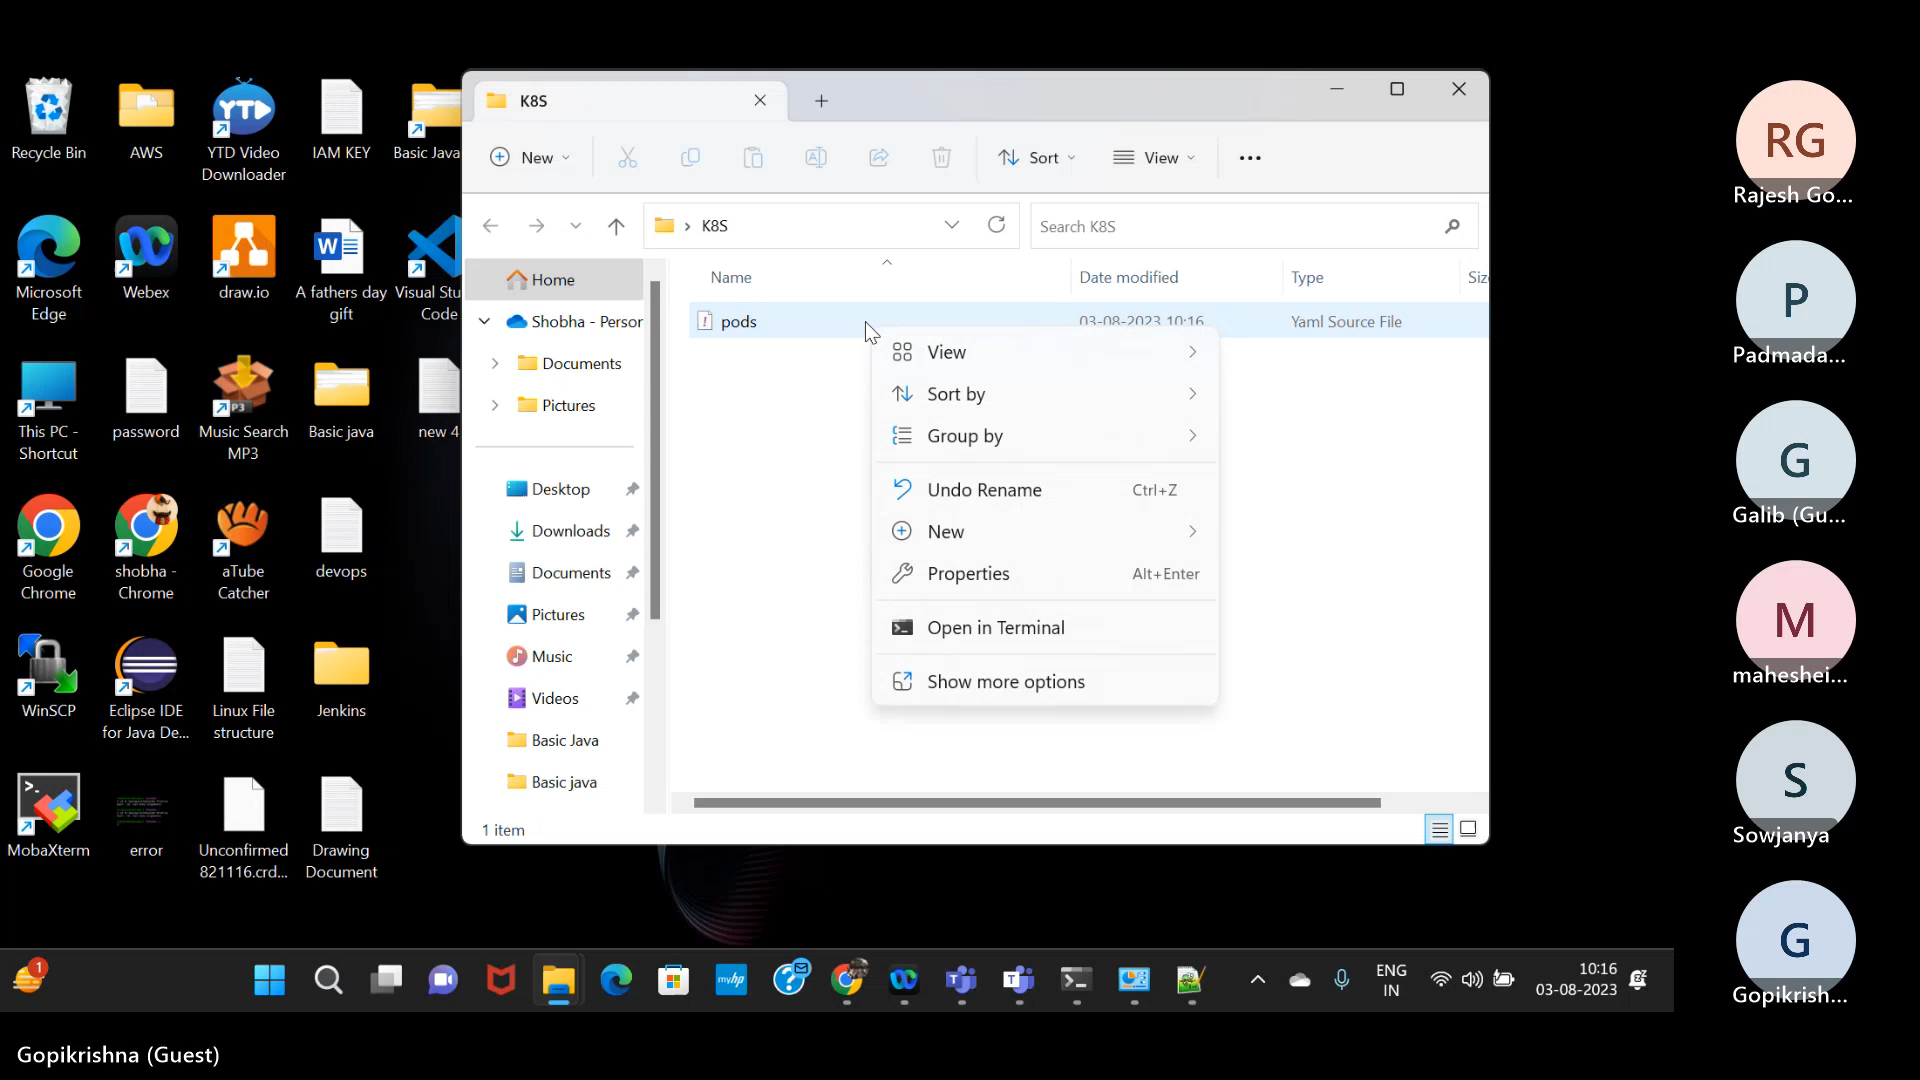 Recycle Bin
AWS
YTD Video
Downloader
IAM KEY
Basic Java
Microsoft
Edge
Webex
draw.io
A fathers day
gift
Visual Stu
Code
This PC -
Shortcut
password
Music Search
MP3
Basic java
new 4
Google
Chrome
shobha -
Chrome
aTube
Catcher
devops
WinSCP
Eclipse IDE
for Java De...
Linux File
structure
Jenkins
MobaXterm
error
Unconfirmed
821116.crd...
Drawing
Document
K8S
New
Sort
View
K8S
Search K8S
Name
Date modified
Type
Siz
Home
Shobha - Persor
Documents
Pictures
Desktop
Downloads
Documents
Pictures
Music
Videos
Basic Java
Basic java
pods
03-08-2023 10:16
Yaml Source File
View
Sort by
Group by
Undo Rename Ctrl+Z
New
Properties Alt+Enter
Open in Terminal
Show more options
1 item
RG
Rajesh Go...
P
Padmada...
G
Galib (Gu...
M
maheshei...
S
Sowjanya
G
Gopikrish...
1
myhp
ENG
IN
10:16
03-08-2023
Gopikrishna (Guest)